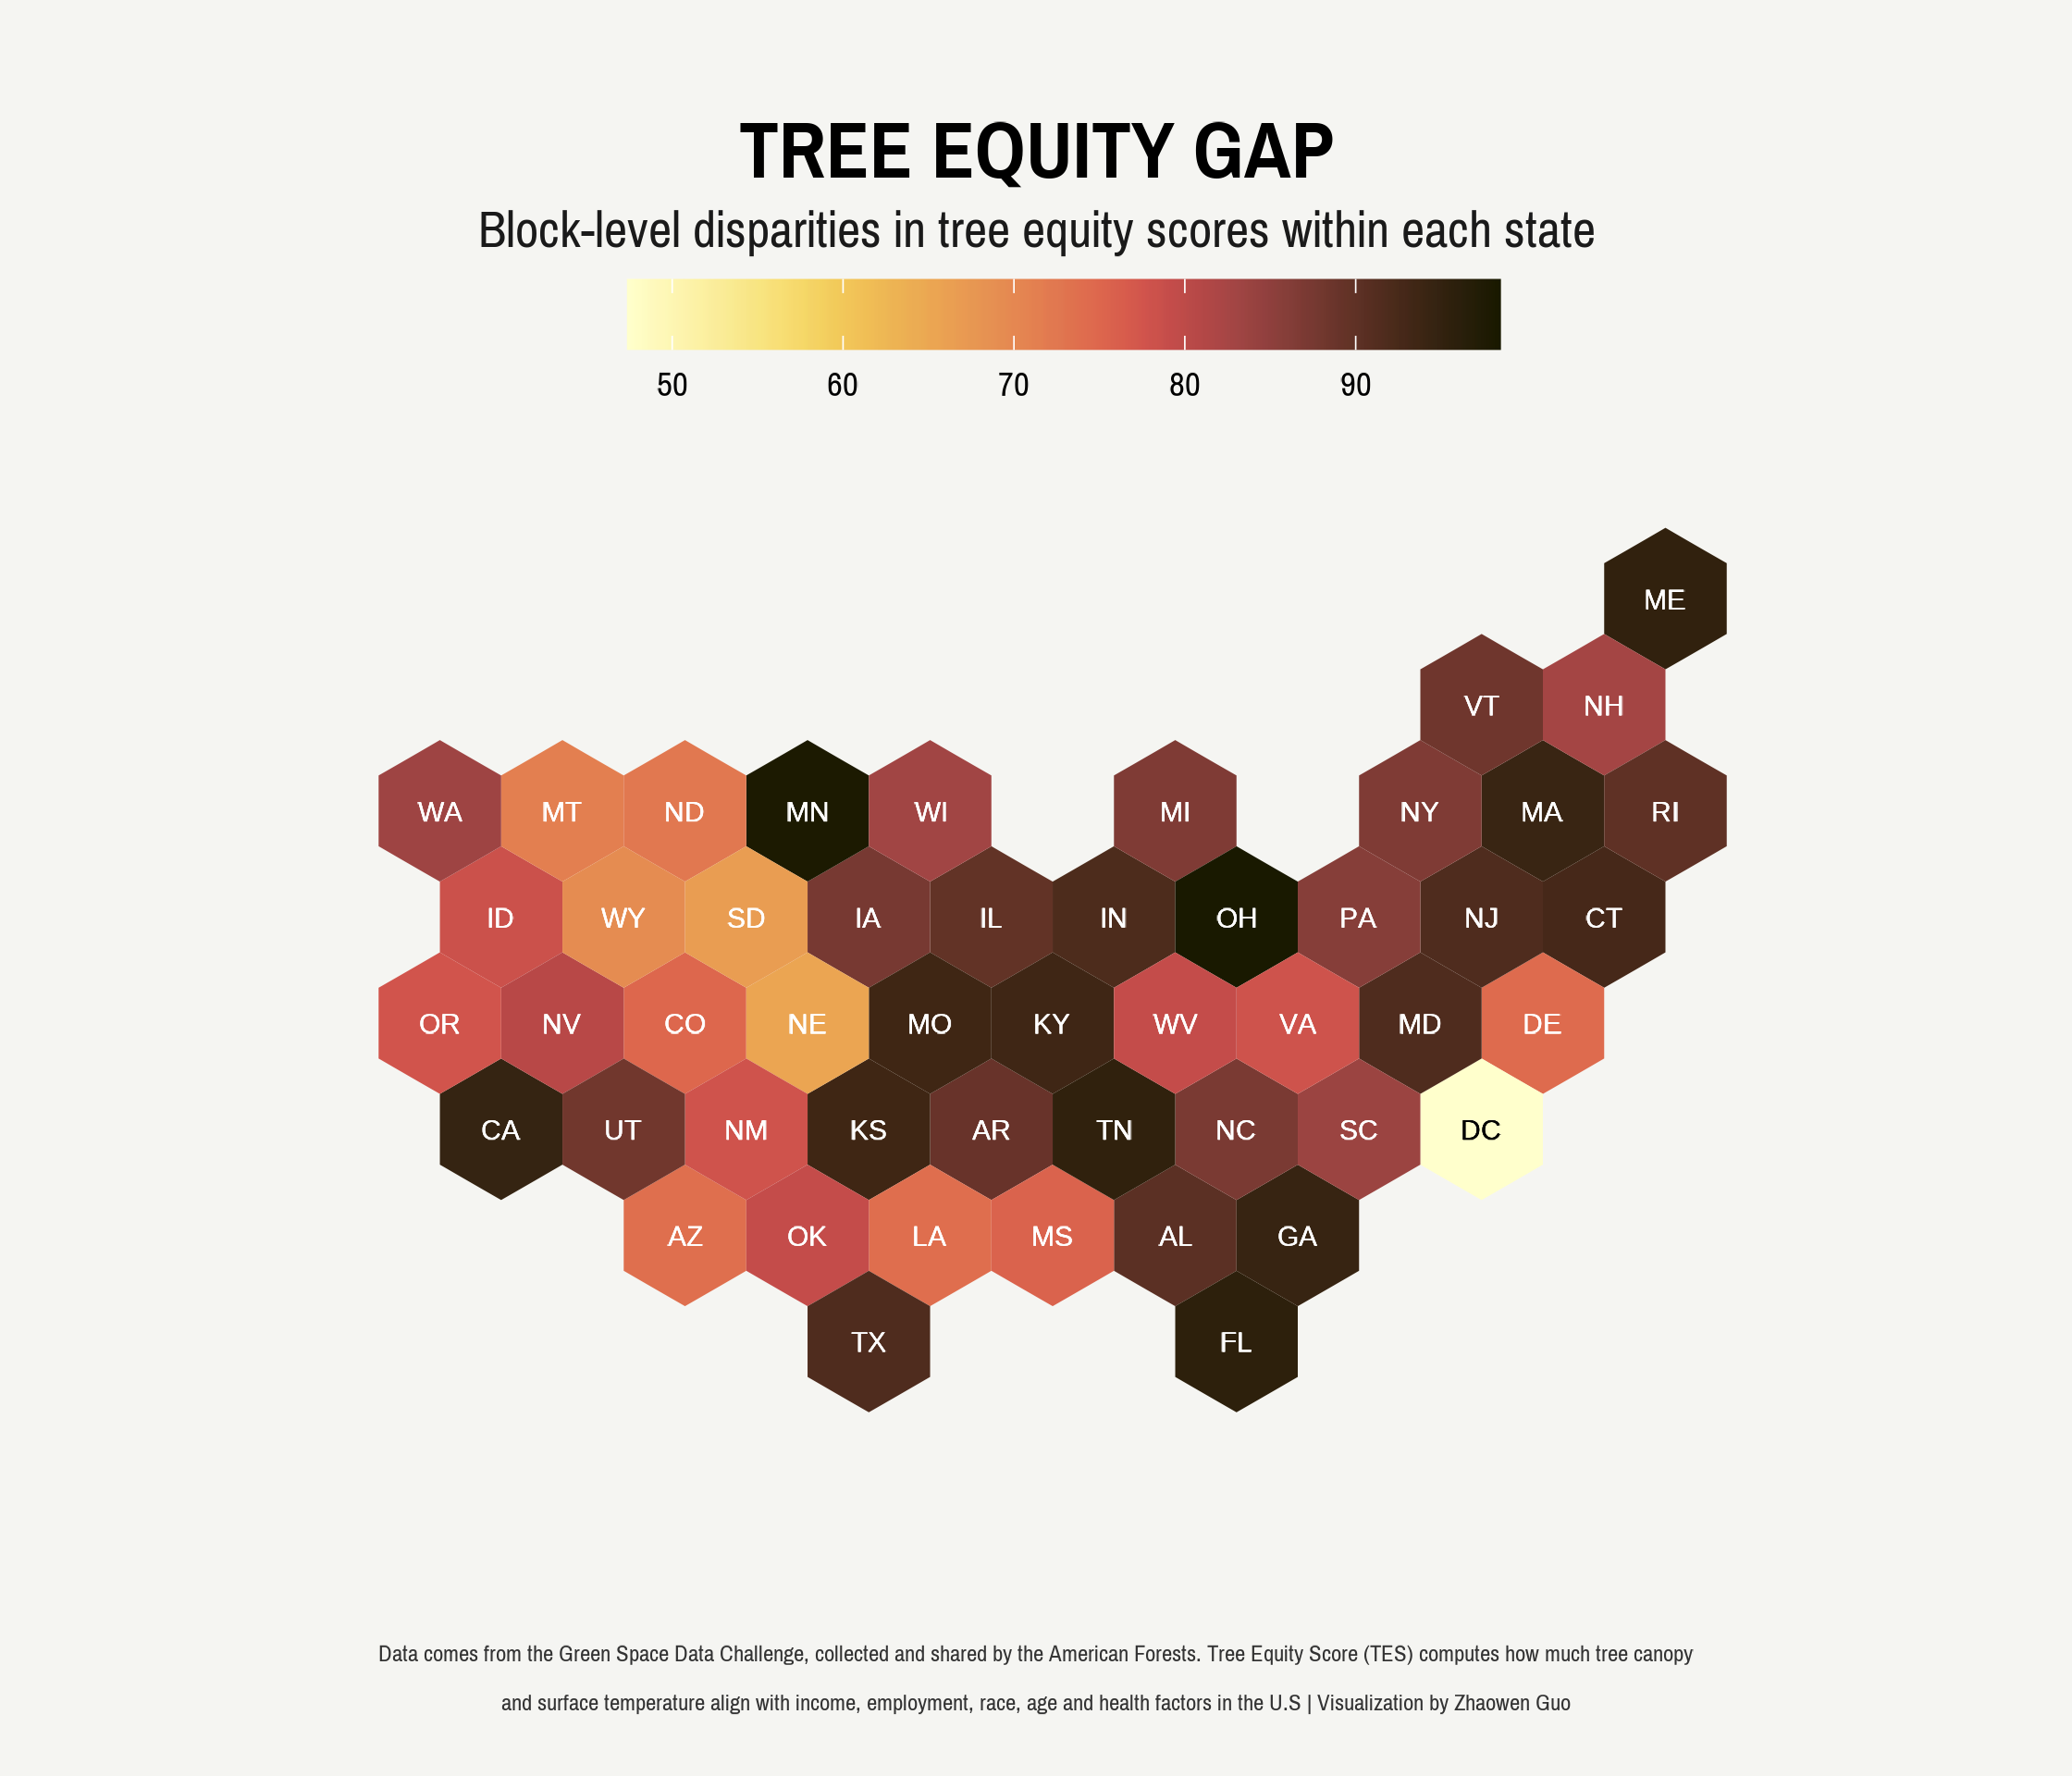 TREE EQUITY GAP
Block-level disparities in tree equity scores within each state
50 60 70 80 90
ME
VT NH
WA MT ND MN WI MI NY MA RI
ID WY SD IA IL IN OH PA NJ CT
OR NV CO NE MO KY WV VA MD DE
CA UT NM KS AR TN NC SC DC
AZ OK LA MS AL GA
TX FL
Data comes from the Green Space Data Challenge, collected and shared by the American Forests. Tree Equity Score (TES) computes how much tree canopy
and surface temperature align with income, employment, race, age and health factors in the U.S | Visualization by Zhaowen Guo